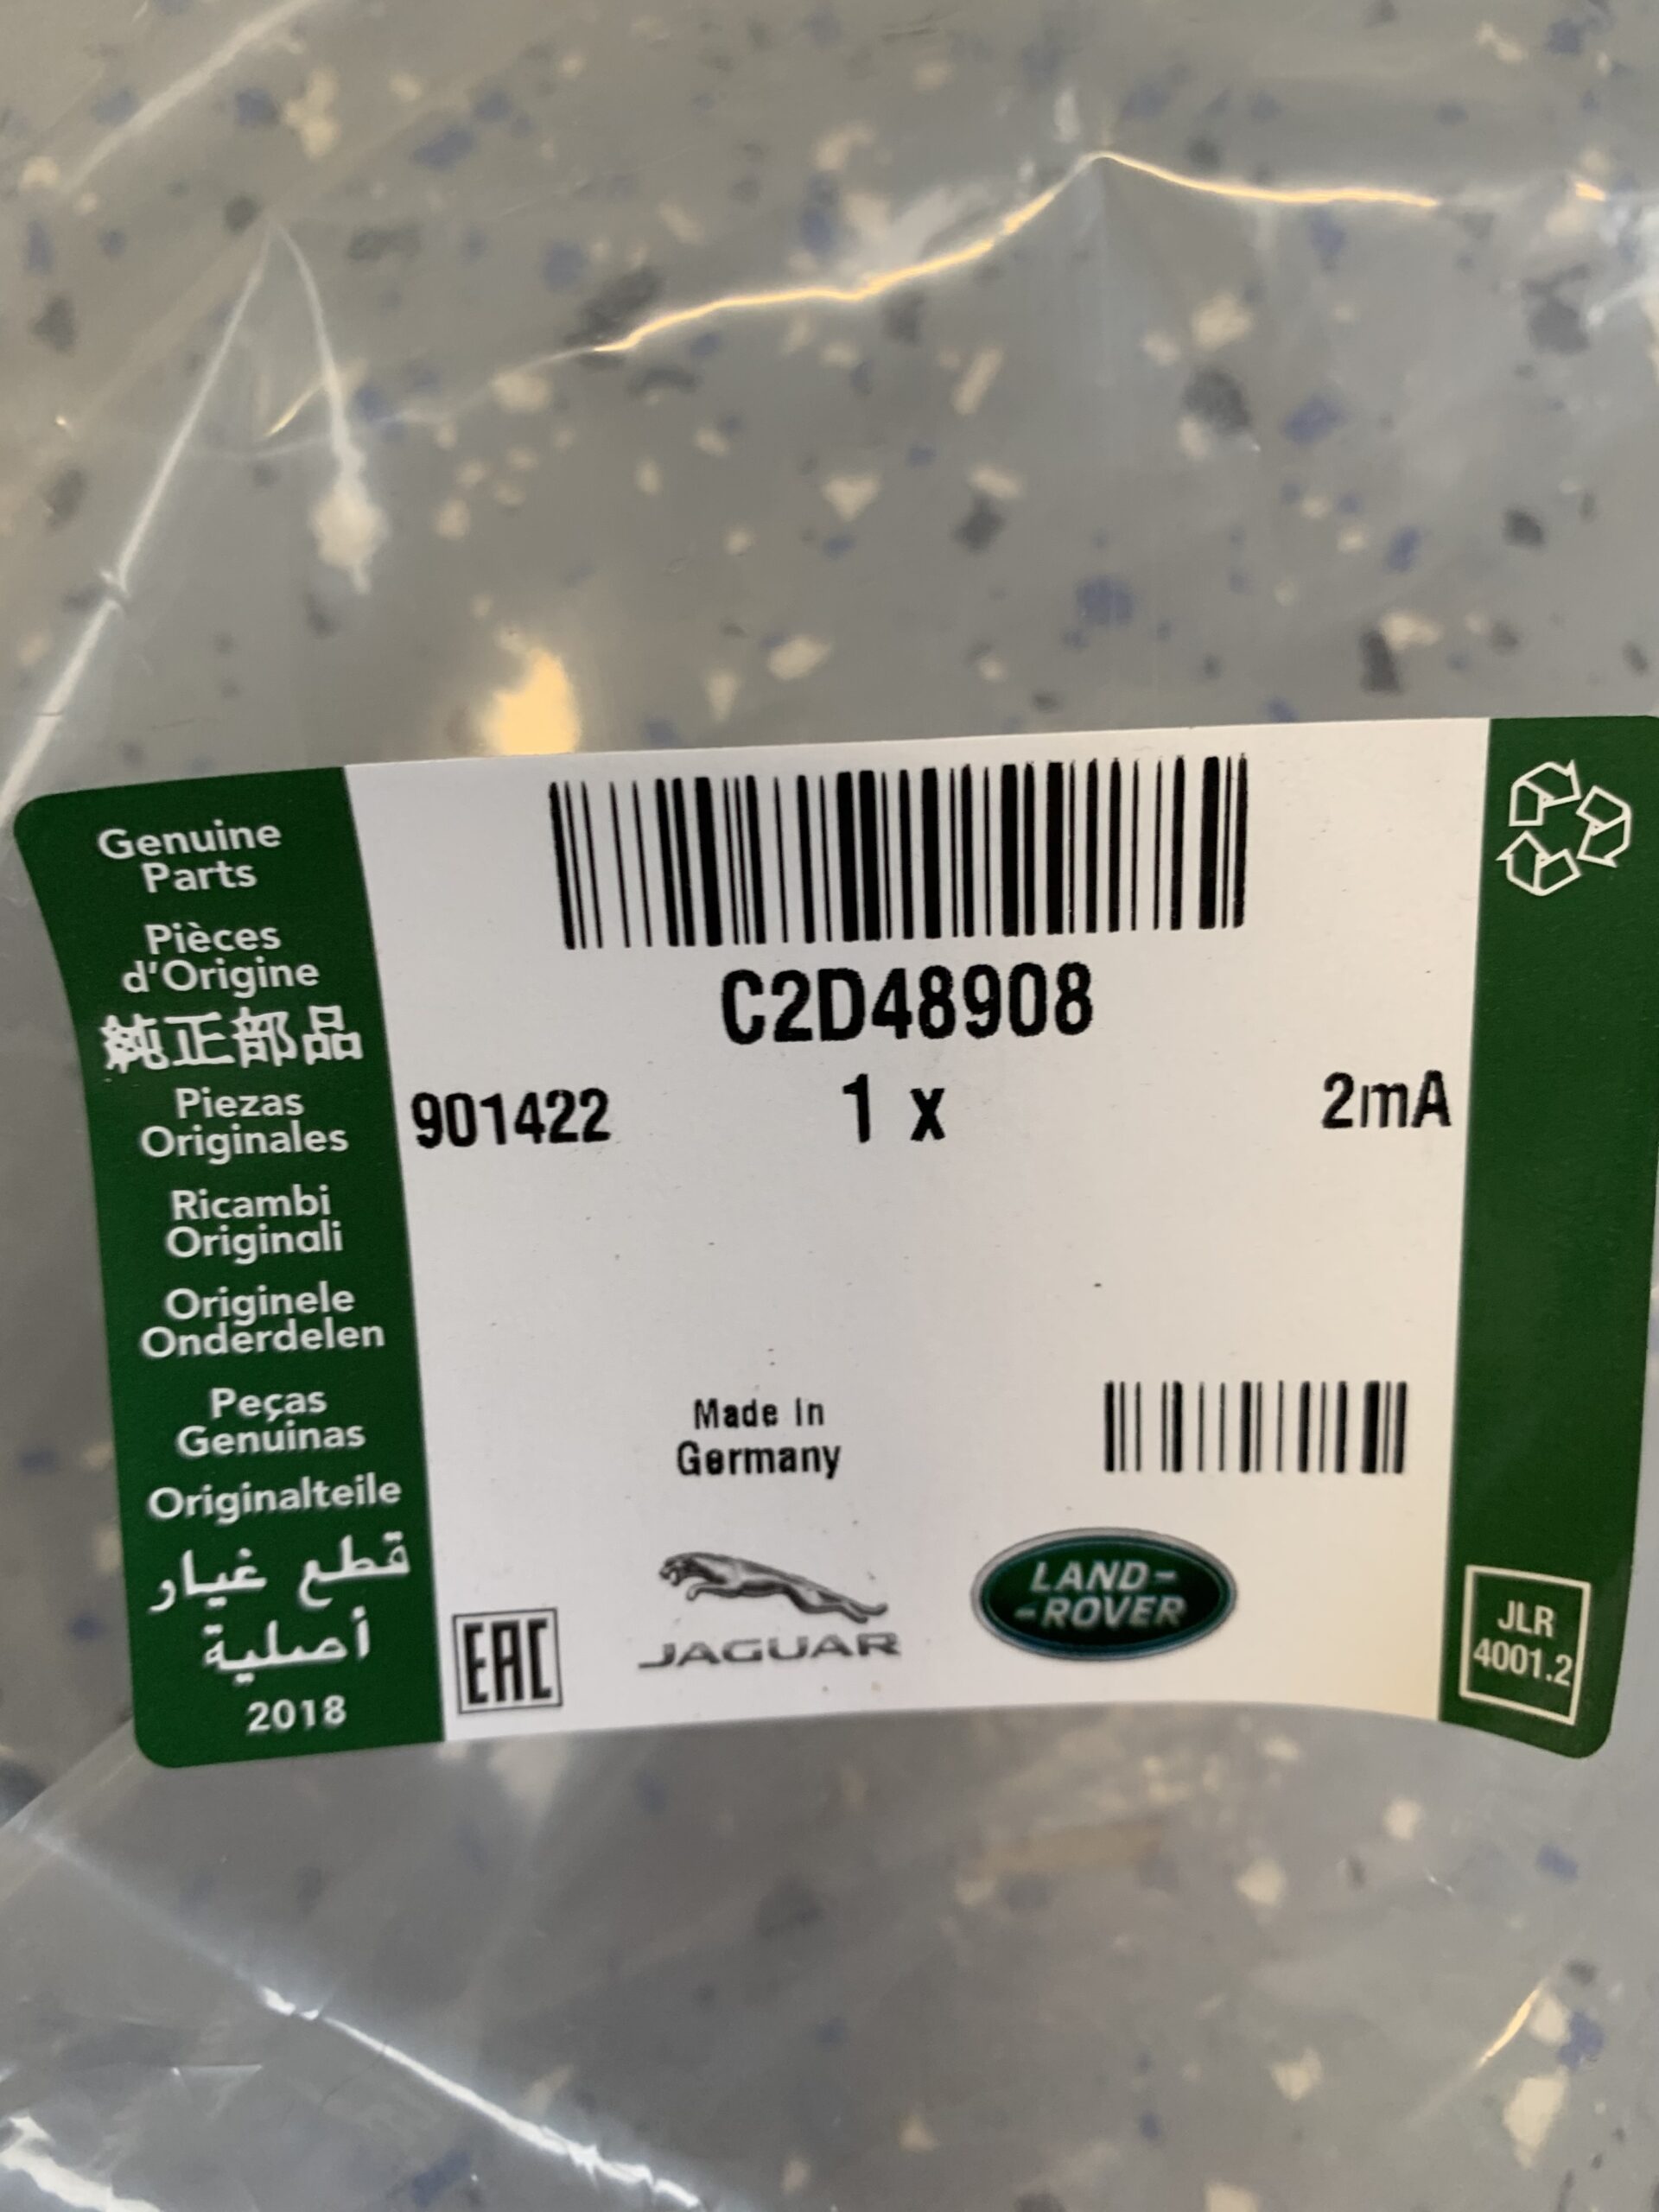 Genuine
Parts
Pièces
d'Origine
純正部品
Piezas
Originales
Ricambi
Originali
Originele
Onderdelen
Peças
Genuinas
Originalteile
قطع غيار
أصلية
2018
C2D48908
901422 1 x 2mA
Made In
Germany
EAC
JAGUAR
LAND-
-ROVER
JLR
4001.2